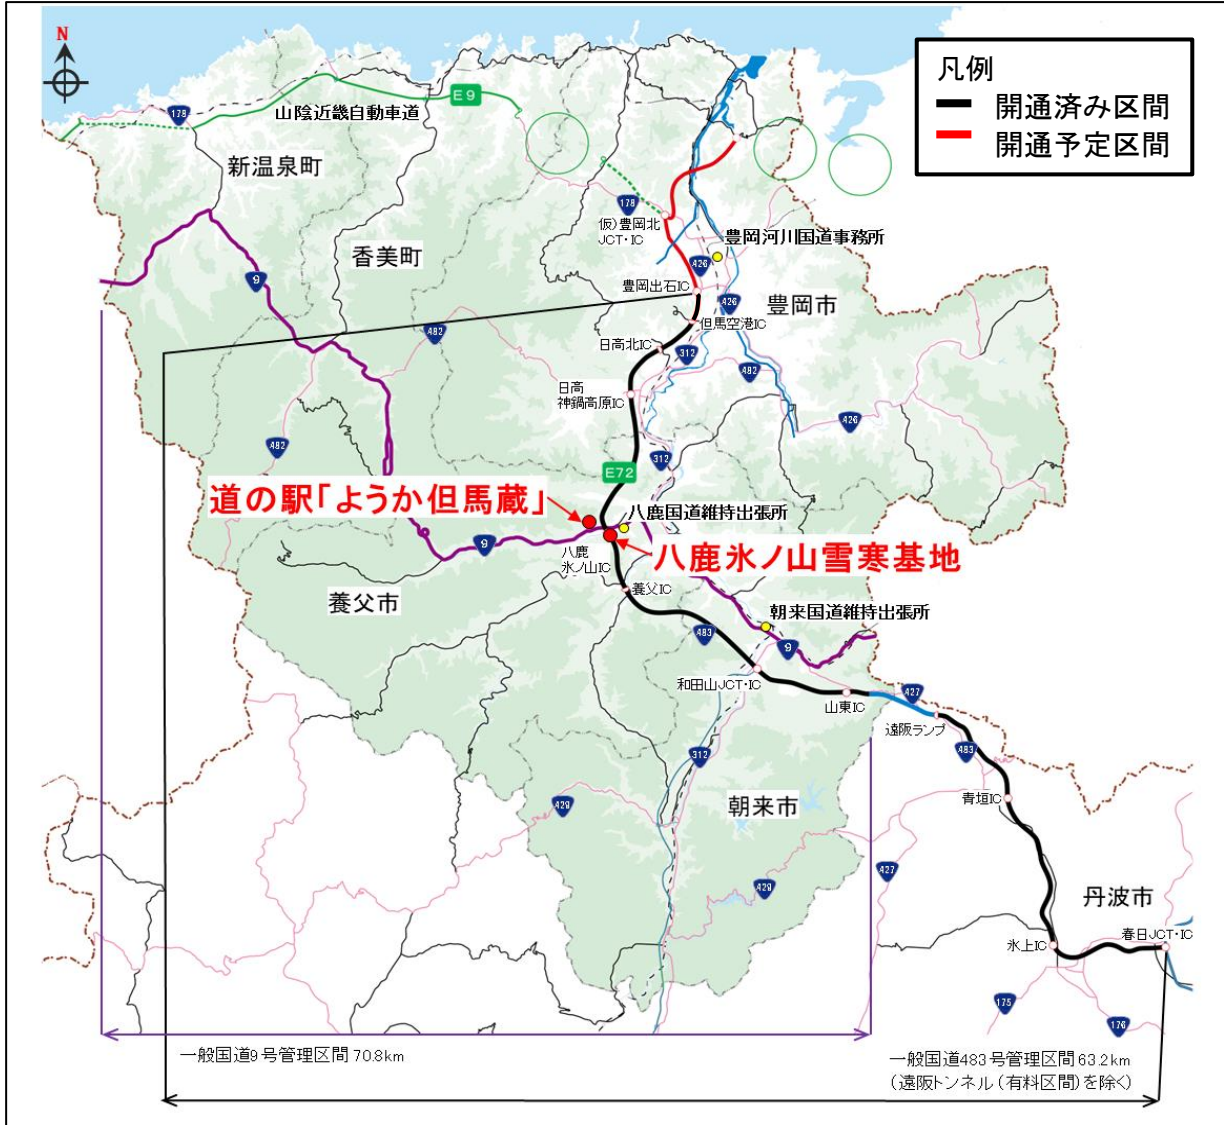 N
凡例
開通済み区間
開通予定区間
E9
178
山陰近畿自動車道
新温泉町
178
仮)豊岡北
JCT・IC
香美町
豊岡河川国道事務所
426
9
豊岡出石IC
426
豊岡市
但馬空港IC
482
日高北IC
312
482
日高
神鍋高原IC
426
482
312
E72
道の駅「ようか但馬蔵」
八鹿国道維持出張所
9
八鹿
氷ノ山IC
八鹿氷ノ山雪寒基地
養父市
養父IC
朝来国道維持出張所
483
9
和田山JCT・IC
山東IC
427
遠阪ランプ
312
483
青垣IC
429
朝来市
427
429
丹波市
氷上IC
春日JCT・IC
175
176
一般国道9号管理区間 70.8km
一般国道483号管理区間 63.2km
(遠阪トンネル(有料区間)を除く)